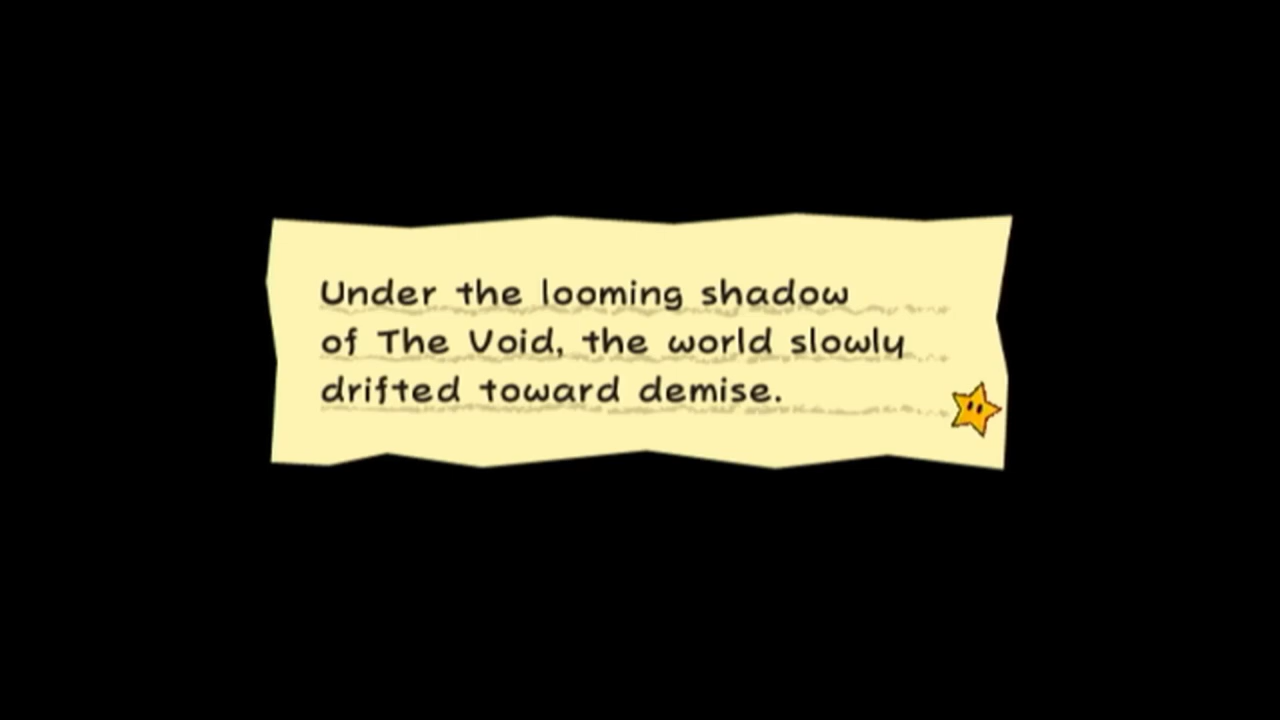 Under the looming shadow
of The Void, the world slowly
drifted toward demise.